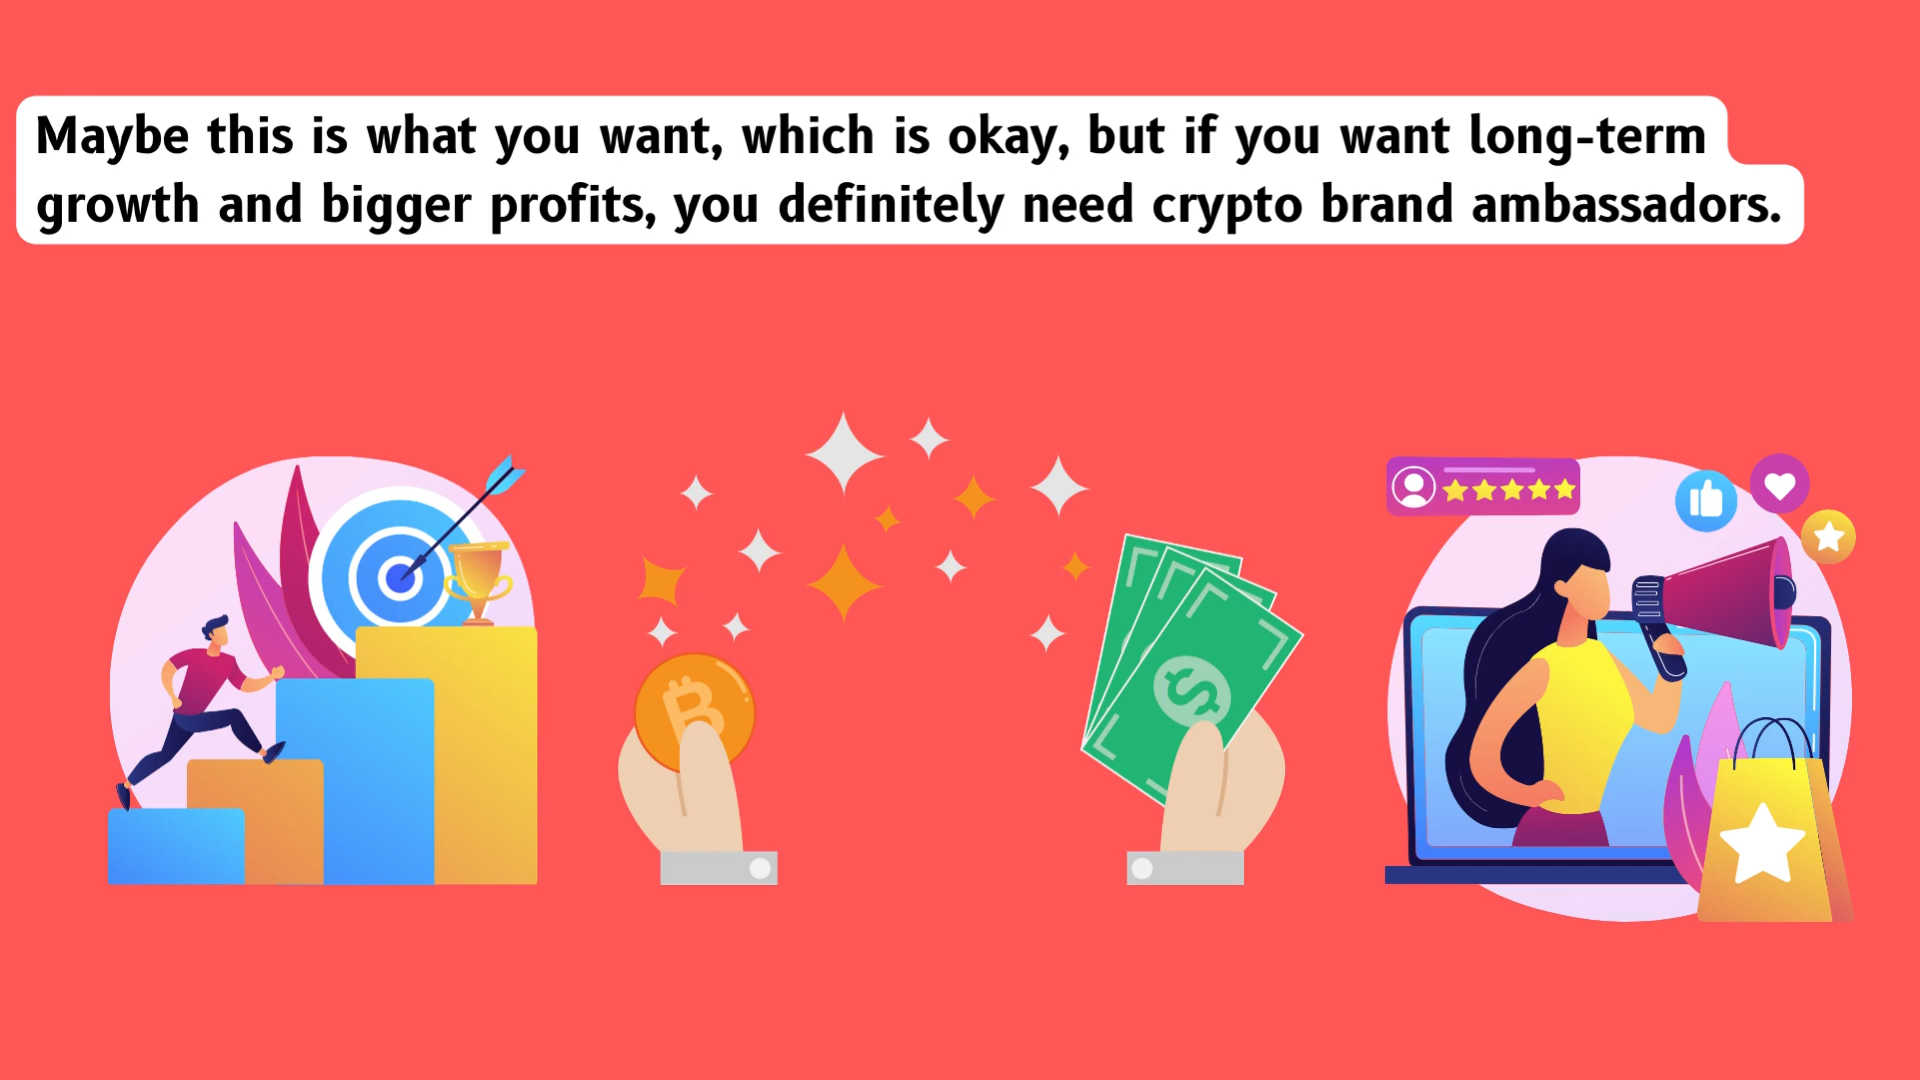 Maybe this is what you want, which is okay, but if you want long-term
growth and bigger profits, you definitely need crypto brand ambassadors.